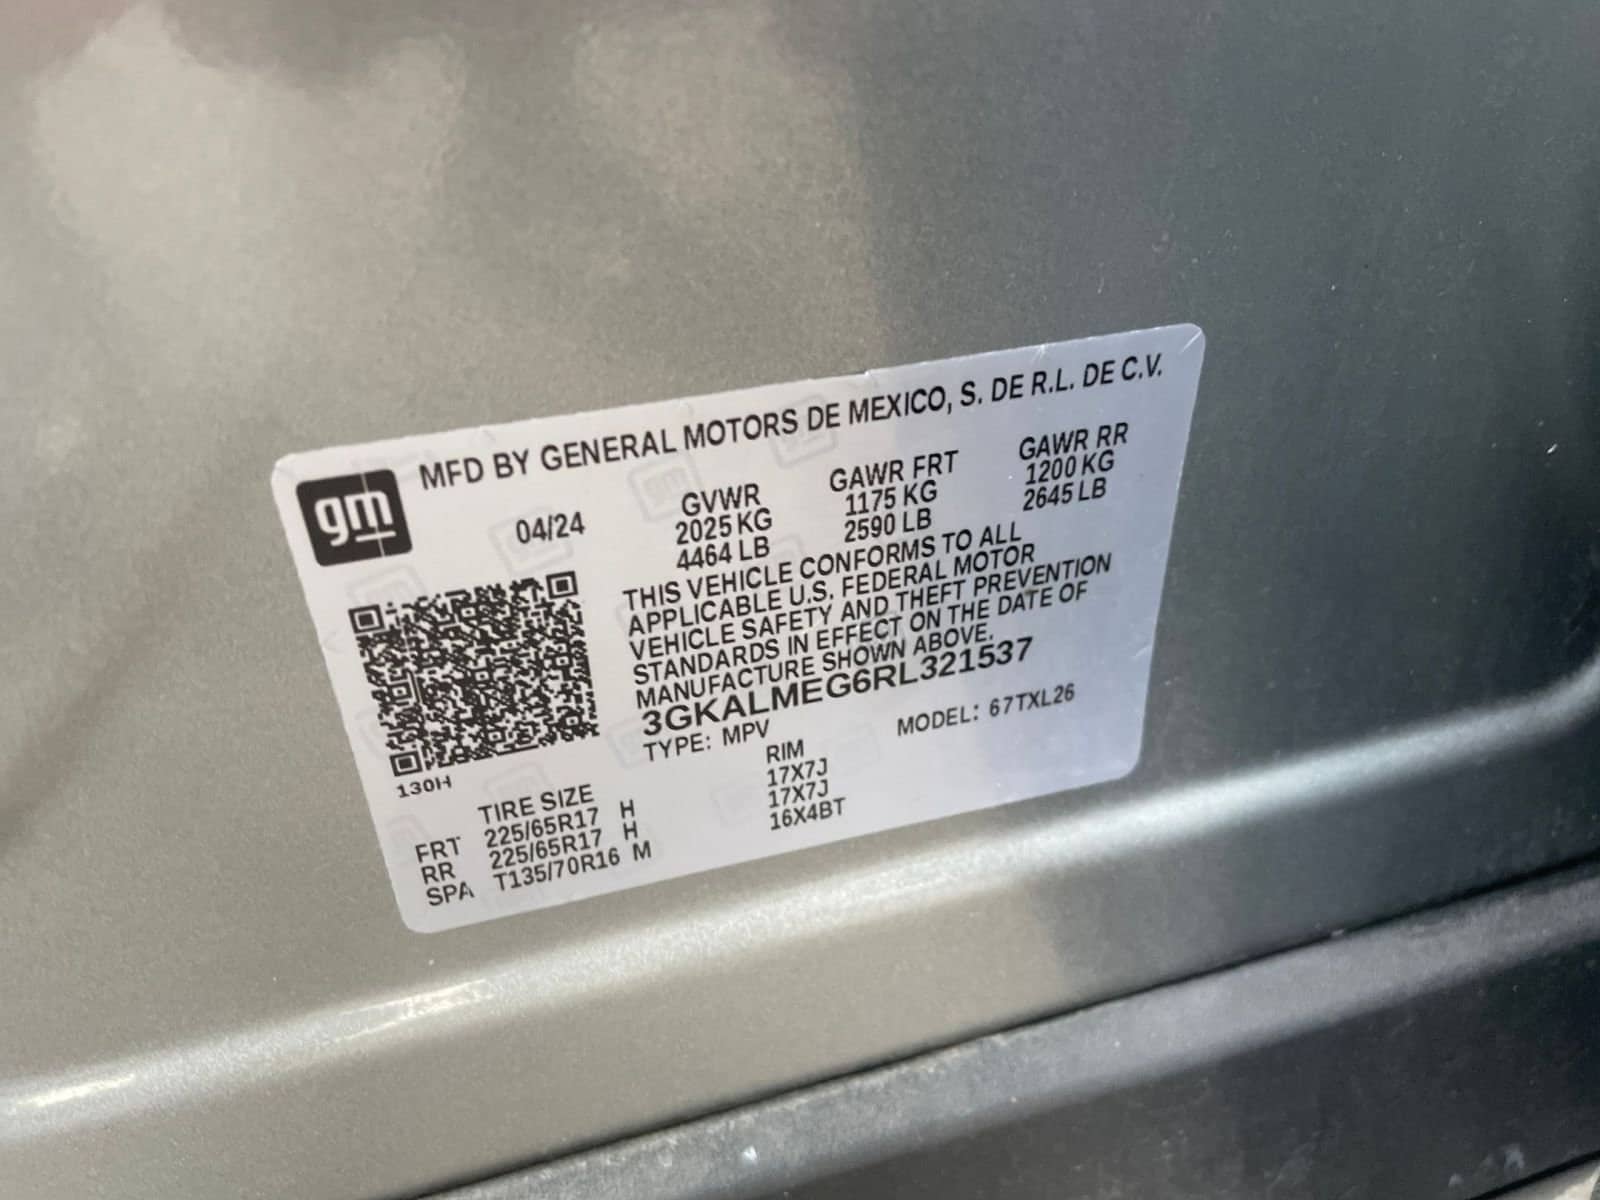 gm MFD BY GENERAL MOTORS DE MEXICO, S. DE R.L. DE C.V.
04/24 GVWR GAWR FRT GAWR RR
2025 KG 1175 KG 1200 KG
4464 LB 2590 LB 2645 LB
THIS VEHICLE CONFORMS TO ALL
APPLICABLE U.S. FEDERAL MOTOR
VEHICLE SAFETY AND THEFT PREVENTION
STANDARDS IN EFFECT ON THE DATE OF
MANUFACTURE SHOWN ABOVE.
3GKALMEG6RL321537
TYPE: MPV MODEL: 67TXL26
130H
TIRE SIZE RIM
FRT 225/65R17 H 17X7J
RR 225/65R17 H 17X7J
SPA T135/70R16 M 16X4BT